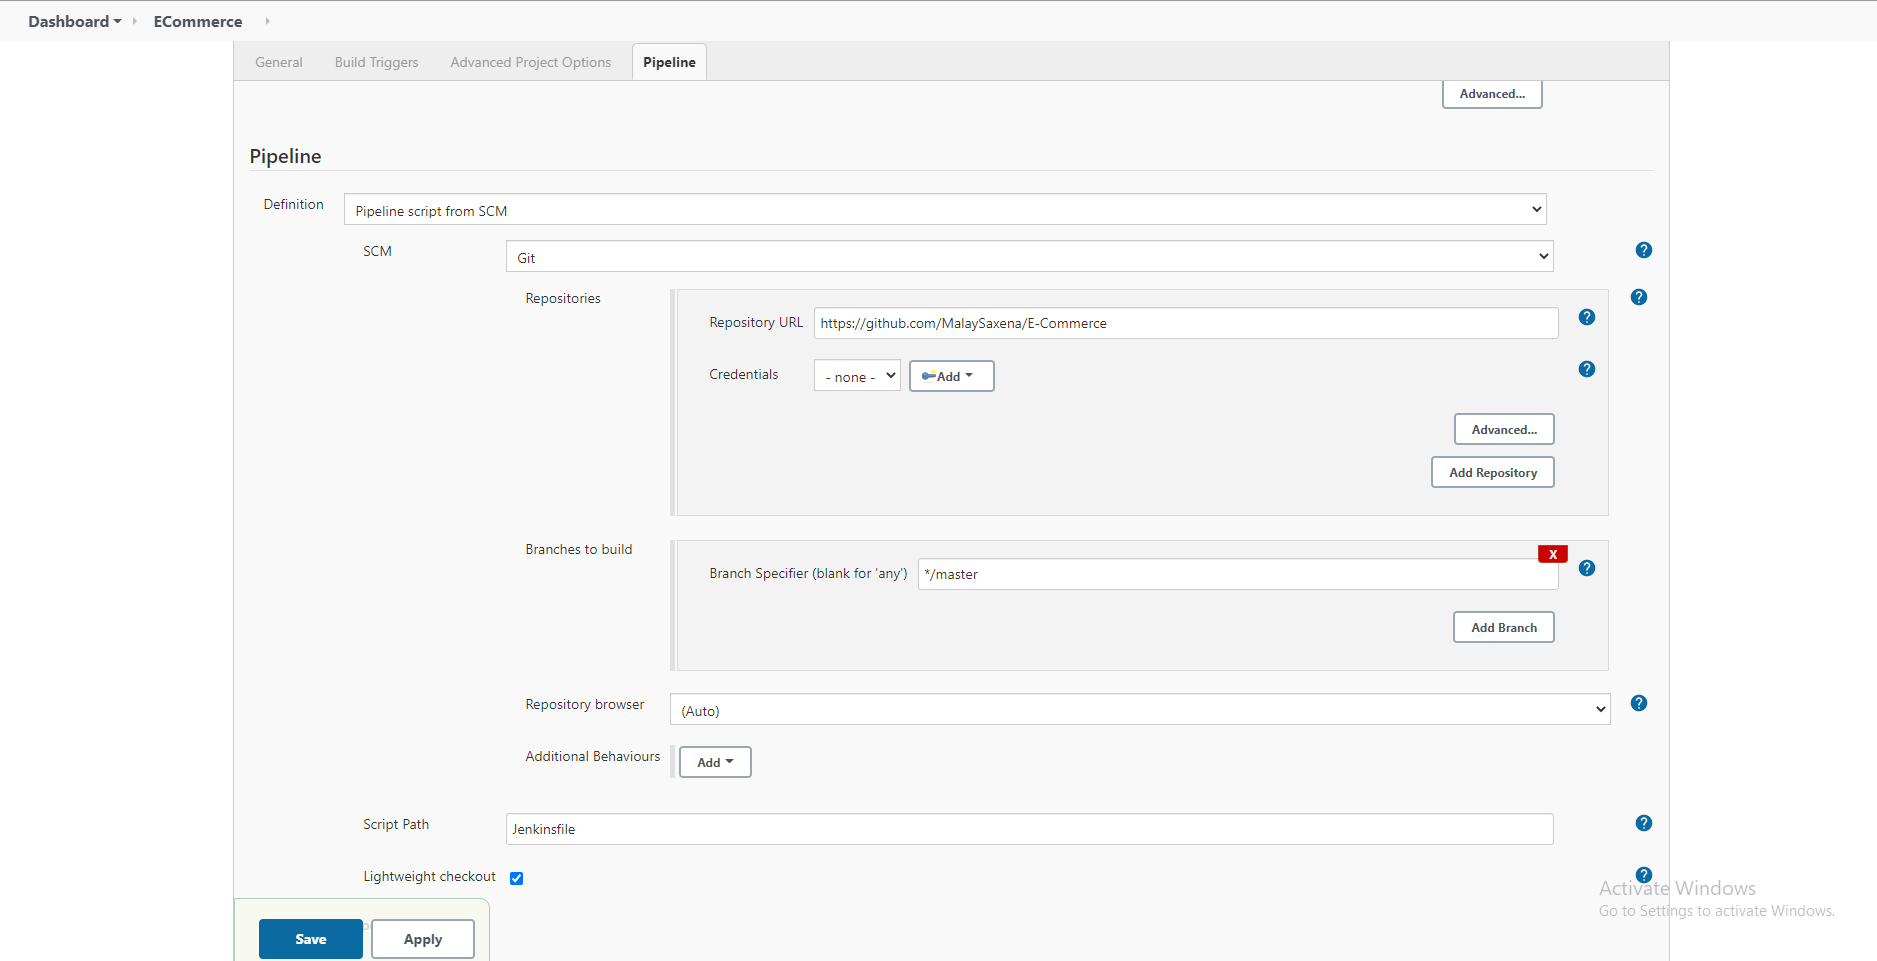 Dashboard ECommerce
General Build Triggers Advanced Project Options Pipeline
Advanced...
Pipeline
Definition Pipeline script from SCM
SCM Git ?
Repositories ?
Repository URL https://github.com/MalaySaxena/E-Commerce ?
Credentials - none - Add ?
Advanced...
Add Repository
Branches to build X
Branch Specifier (blank for 'any') */master ?
Add Branch
Repository browser (Auto) ?
Additional Behaviours Add
Script Path Jenkinsfile ?
Lightweight checkout ?
Activate Windows
Go to Settings to activate Windows.
Save Apply